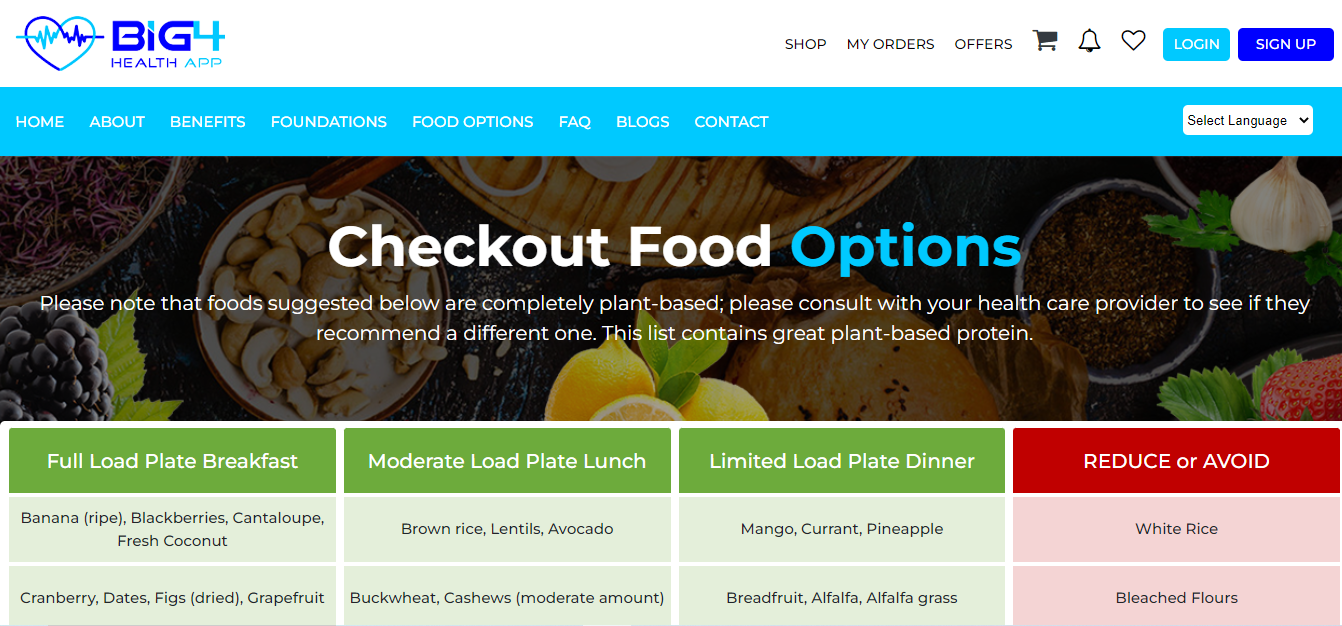 BIG4
HEALTH APP
SHOP MY ORDERS OFFERS LOGIN SIGN UP
HOME ABOUT BENEFITS FOUNDATIONS FOOD OPTIONS FAQ BLOGS CONTACT Select Language
Checkout Food Options
Please note that foods suggested below are completely plant-based; please consult with your health care provider to see if they
recommend a different one. This list contains great plant-based protein.
Full Load Plate Breakfast Moderate Load Plate Lunch Limited Load Plate Dinner REDUCE or AVOID
Banana (ripe), Blackberries, Cantaloupe,
Fresh Coconut
Brown rice, Lentils, Avocado
Mango, Currant, Pineapple
White Rice
Cranberry, Dates, Figs (dried), Grapefruit
Buckwheat, Cashews (moderate amount)
Breadfruit, Alfalfa, Alfalfa grass
Bleached Flours